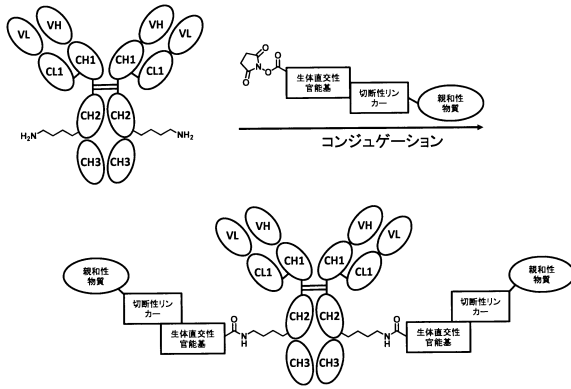 VH
VL
CL1
CH1
CH1
VH
VL
CL1
CH2
CH2
H2N
NH2
CH3
CH3
O
N
O
O
O
生体直交性
官能基
切断性リン
カー
親和性
物質
コンジュゲーション
親和性
物質
切断性リン
カー
生体直交性
官能基
O
N
H
VH
VL
CL1
CH1
CH1
VH
VL
CL1
CH2
CH2
CH3
CH3
O
N
H
生体直交性
官能基
切断性リン
カー
親和性
物質